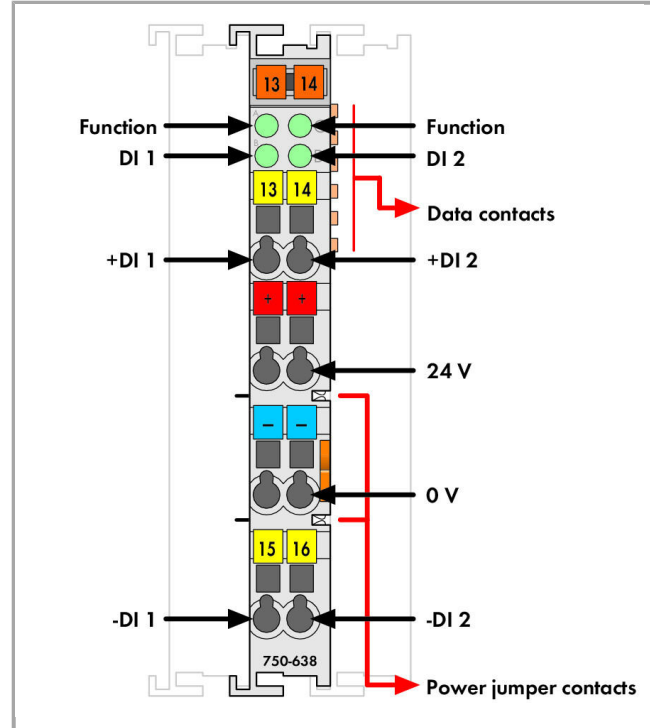 13 14
A
Function
Function
B
DI 1
DI 2
13 14
Data contacts
+DI 1
+DI 2
+ +
24 V
– –
0 V
15 16
-DI 1
-DI 2
750-638
Power jumper contacts